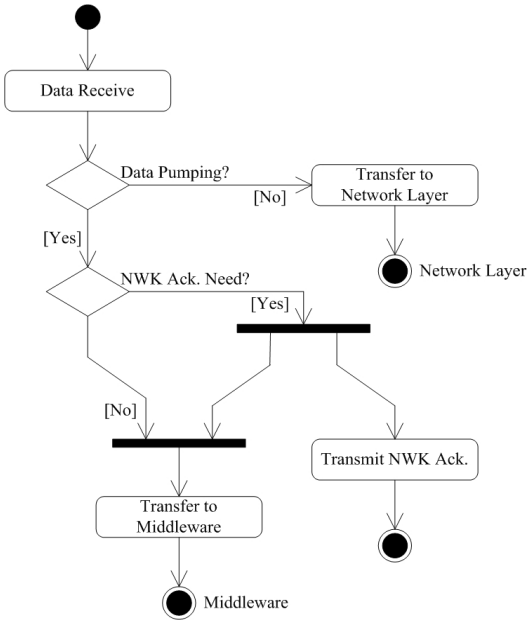 Data Receive
Data Pumping?
[No]
Transfer to
Network Layer
Network Layer
[Yes]
NWK Ack. Need?
[Yes]
[No]
Transmit NWK Ack.
Transfer to
Middleware
Middleware